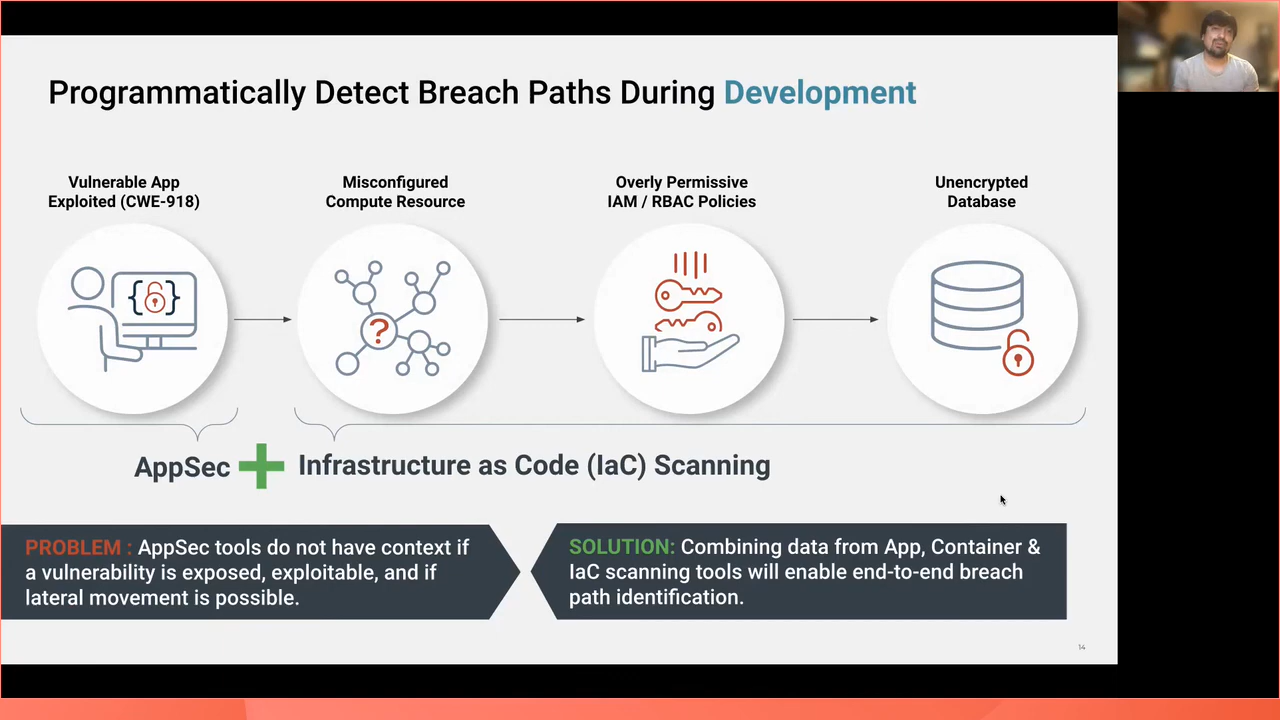 Programmatically Detect Breach Paths During Development
Vulnerable App
Exploited (CWE-918)
Misconfigured
Compute Resource
Overly Permissive
IAM / RBAC Policies
Unencrypted
Database
{ }
?
AppSec + Infrastructure as Code (IaC) Scanning
PROBLEM : AppSec tools do not have context if
a vulnerability is exposed, exploitable, and if
lateral movement is possible.
SOLUTION: Combining data from App, Container &
IaC scanning tools will enable end-to-end breach
path identification.
14